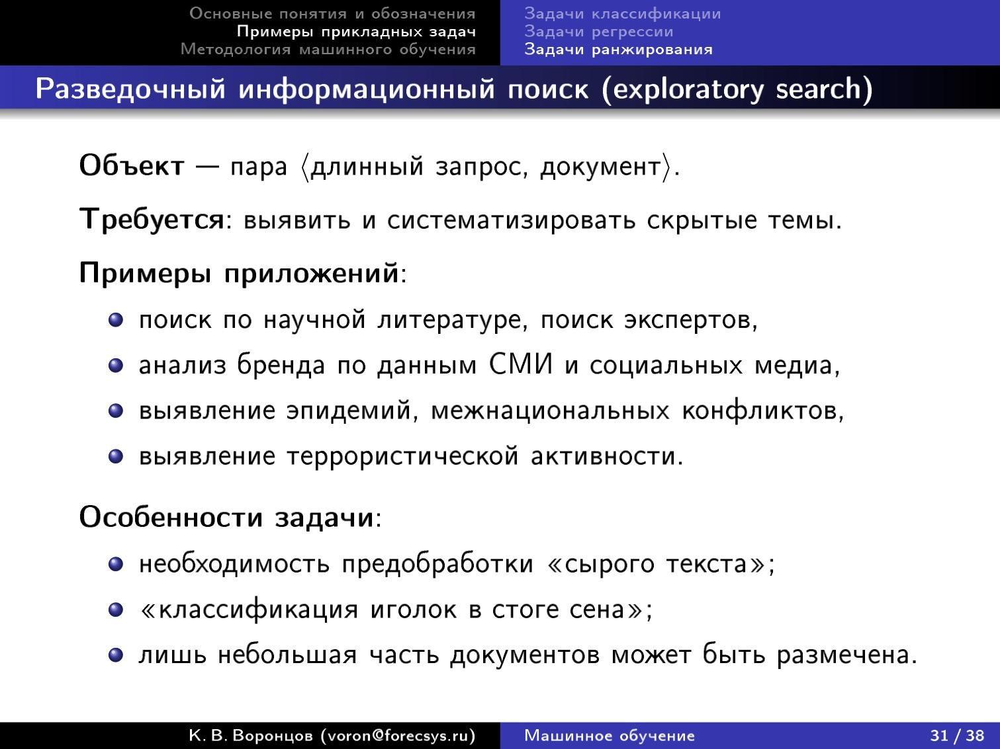 Основные понятия и обозначения
Примеры прикладных задач
Методология машинного обучения
Задачи классификации
Задачи регрессии
Задачи ранжирования
Разведочный информационный поиск (exploratory search)
Объект — пара ⟨длинный запрос, документ⟩.
Требуется: выявить и систематизировать скрытые темы.
Примеры приложений:
поиск по научной литературе, поиск экспертов,
анализ бренда по данным СМИ и социальных медиа,
выявление эпидемий, межнациональных конфликтов,
выявление террористической активности.
Особенности задачи:
необходимость предобработки «сырого текста»;
«классификация иголок в стоге сена»;
лишь небольшая часть документов может быть размечена.
К. В. Воронцов (voron@forecsys.ru)
Машинное обучение
31 / 38